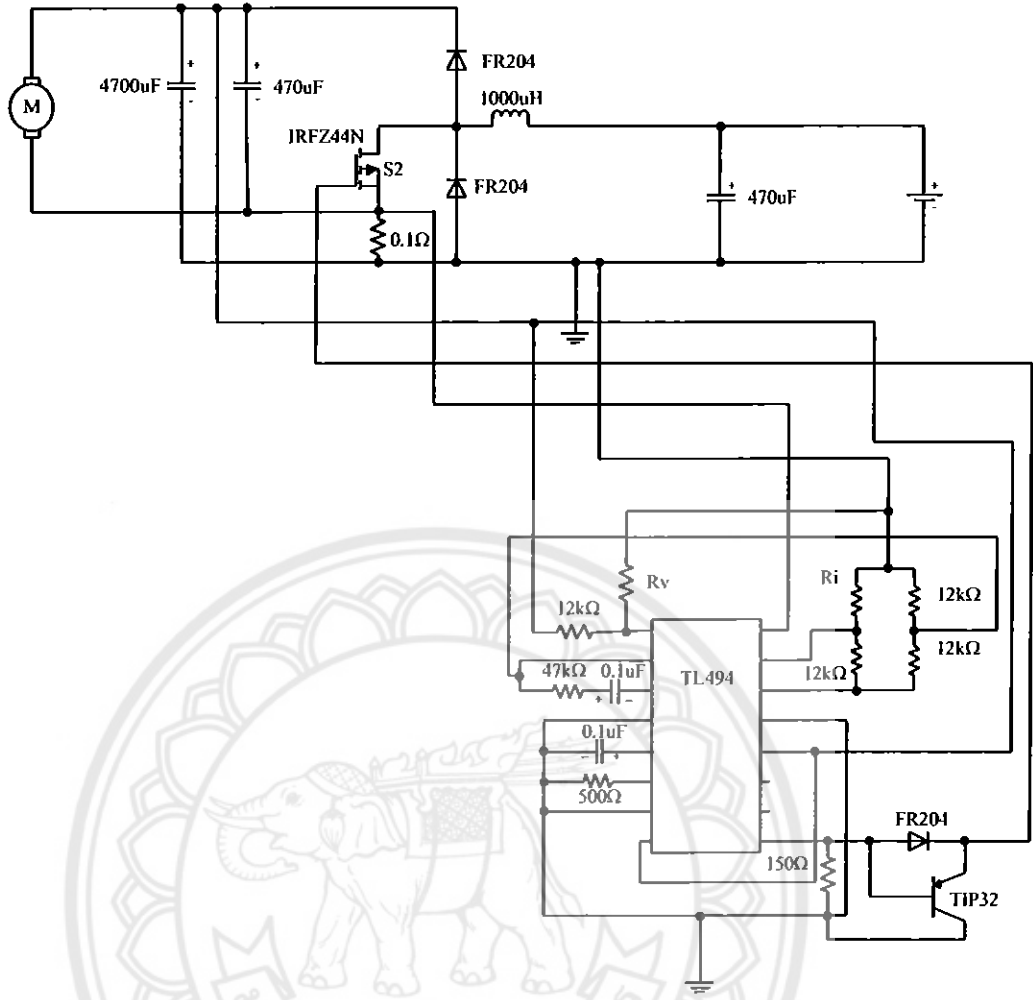 FR204
4700uF
470uF
M
1000uH
IRFZ44N
S2
FR204
470uF
0.1Ω
Rv
Ri
12kΩ
12kΩ
12kΩ
12kΩ
47kΩ
0.1uF
TL494
0.1uF
500Ω
FR204
150Ω
TIP32